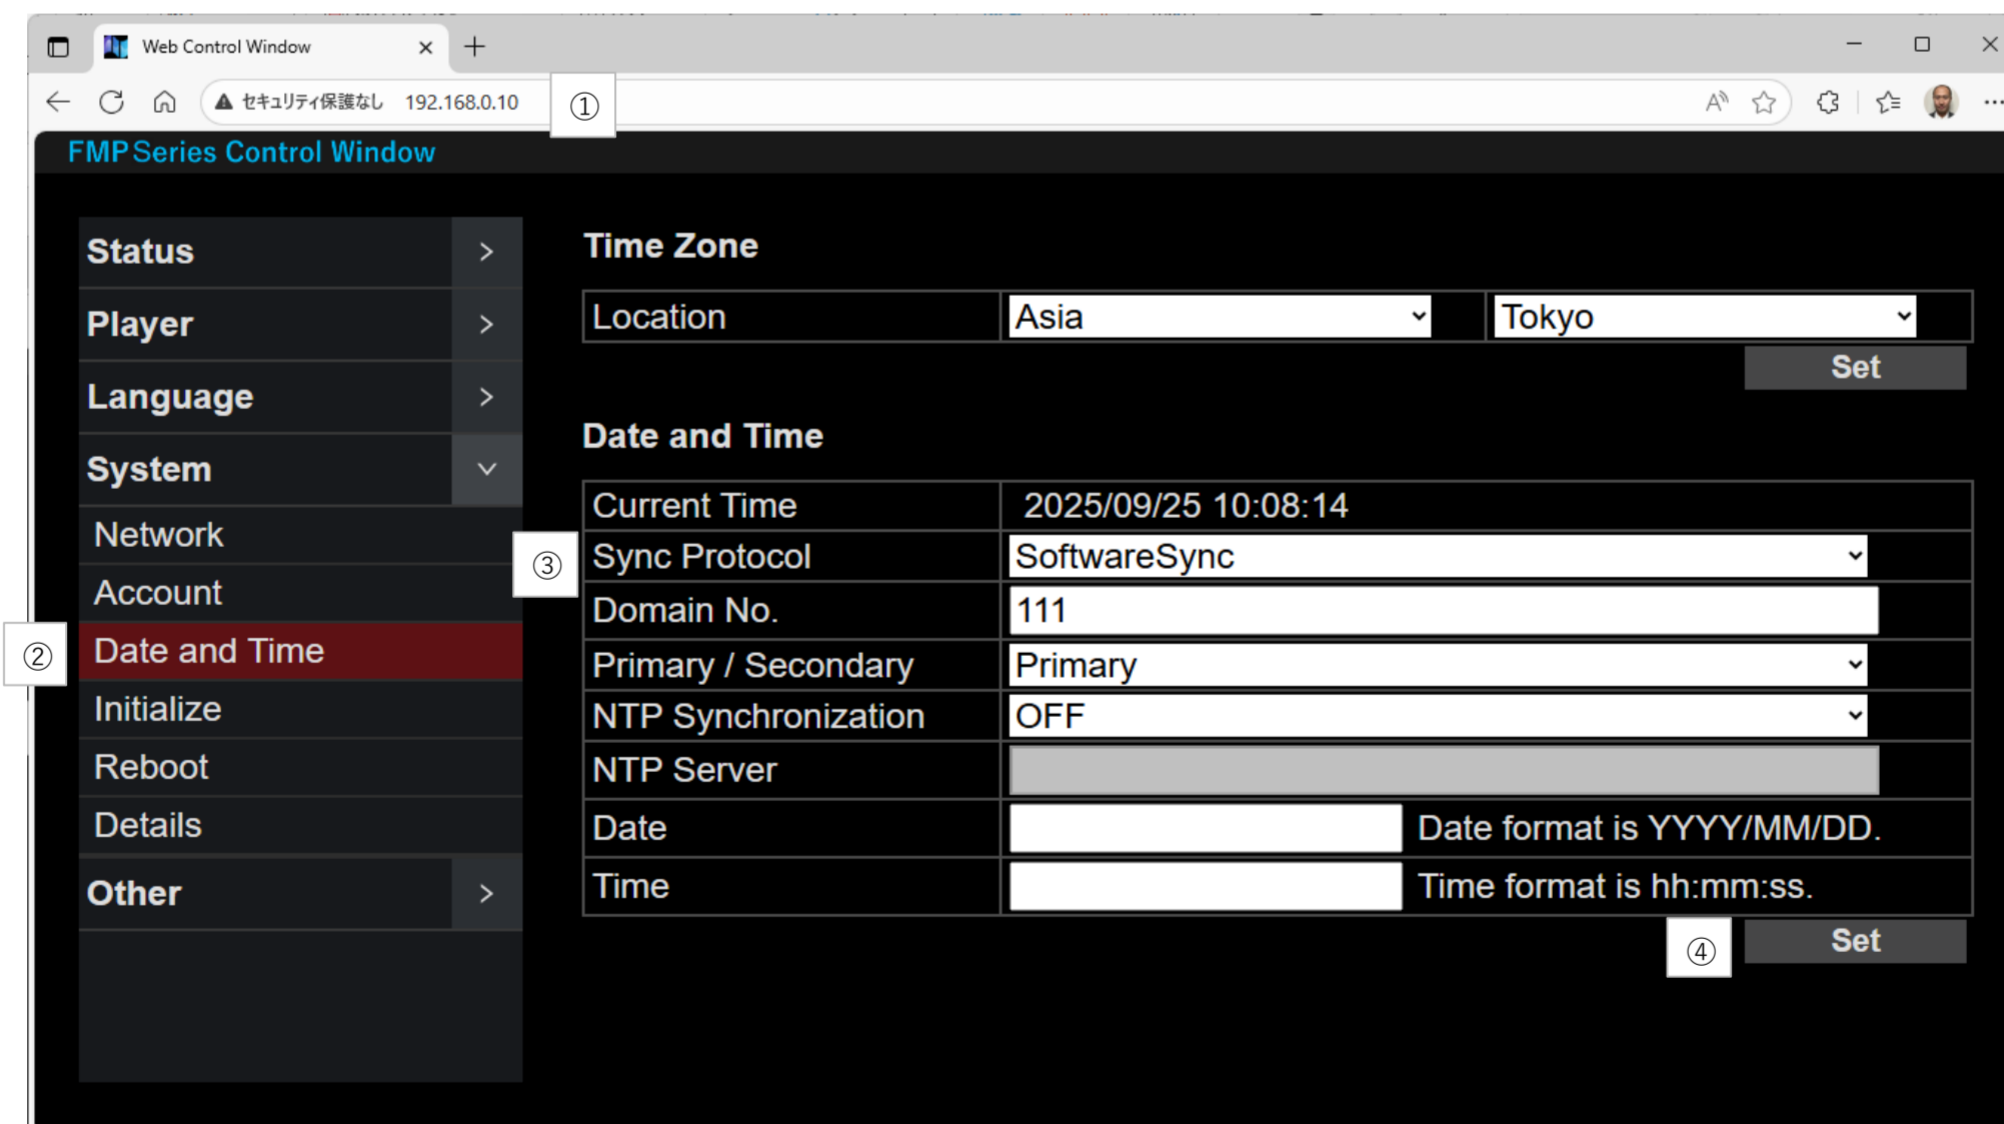 Web Control Window
セキュリティ保護なし 192.168.0.10
①
FMP Series Control Window
Status
Player
Language
System
Network
Account
② Date and Time
Initialize
Reboot
Details
Other
Time Zone
Location Asia Tokyo
Set
Date and Time
Current Time 2025/09/25 10:08:14
③ Sync Protocol SoftwareSync
Domain No. 111
Primary / Secondary Primary
NTP Synchronization OFF
NTP Server
Date Date format is YYYY/MM/DD.
Time Time format is hh:mm:ss.
④ Set